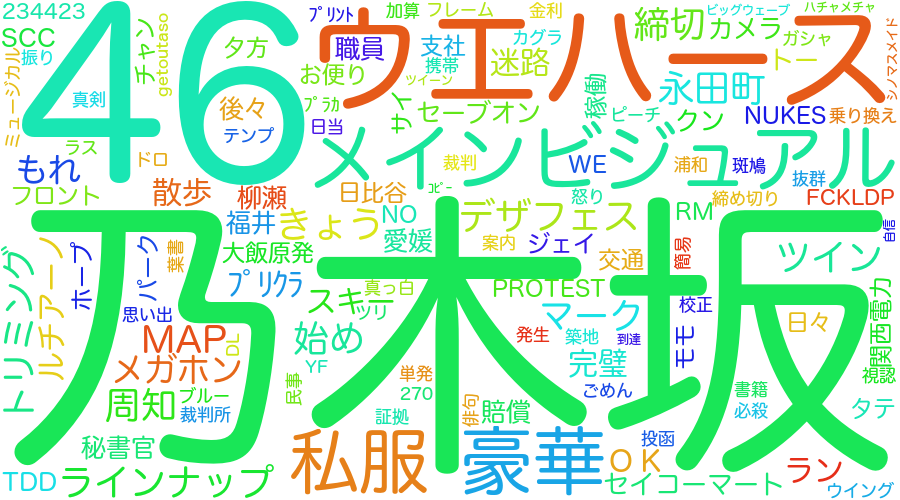 234423
SCC
振り
ミュージカル
真剣
チャン
getoutaso
46
夕方
後々
テンプ
ﾌﾟﾘﾝﾄ
職員
お便り
ﾌﾟﾗｶ
日当
加算
フレーム
金利
支社
携帯
カグラ
迷路
ツイーン
サイ
セーブオン
ウエハース
稼働
ピーチ
ビッグウェーブ
ハチャメチャ
締切
カメラ
ガシャ
トー
シノマスメイド
永田町
クン
NUKES
乗り換え
ラス
ドロ
もれ
フロント
散歩
柳瀬
日比谷
ｺﾋﾟｰ
裁判
メインビジュアル
WE
怒り
浦和
斑鳩
抜群
締め切り
FCKLDP
自信
福井
きょう
NO
愛媛
デザフェス
案内
ジェイ
RM
交通
簡易
ツイン
トリミング
ルチアーノ
ホープ
パーク
葉書
大飯原発
ﾌﾟﾘｸﾗ
真っ白
PROTEST
スキー
ツリ
思い出
乃木坂
マーク
校正
日々
関西電力
視認
MAP
DL
始め
YF
発生
築地
到達
モモ
メガホン
完璧
単発
270
民事
周知
ブルー
裁判所
証拠
俳句
賠償
ごめん
書籍
必殺
タテ
秘書官
私服
豪華
投函
OK
TDD
ラインナップ
セイコーマート
ラン
ウイング